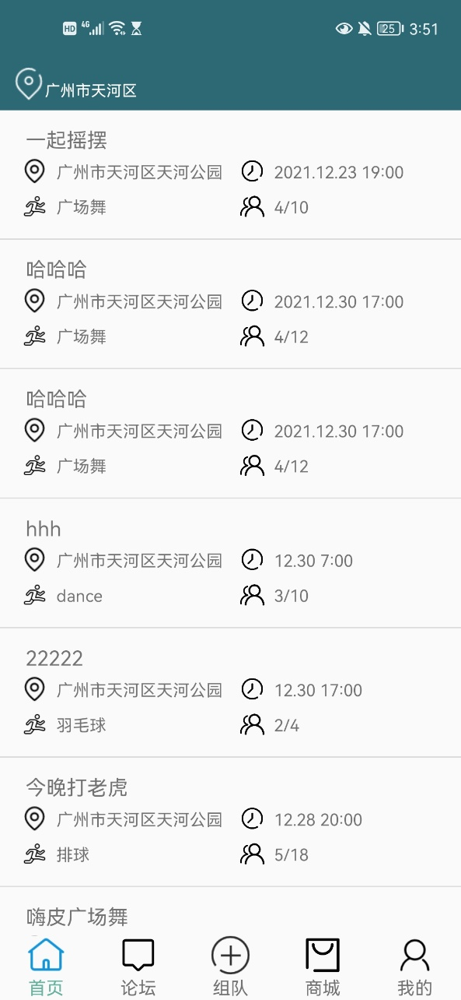 HD 4G 25 3:51
广州市天河区
一起摇摆
广州市天河区天河公园 2021.12.23 19:00
广场舞 4/10
哈哈哈
广州市天河区天河公园 2021.12.30 17:00
广场舞 4/12
哈哈哈
广州市天河区天河公园 2021.12.30 17:00
广场舞 4/12
hhh
广州市天河区天河公园 12.30 7:00
dance 3/10
22222
广州市天河区天河公园 12.30 17:00
羽毛球 2/4
今晚打老虎
广州市天河区天河公园 12.28 20:00
排球 5/18
嗨皮广场舞
首页 论坛 组队 商城 我的